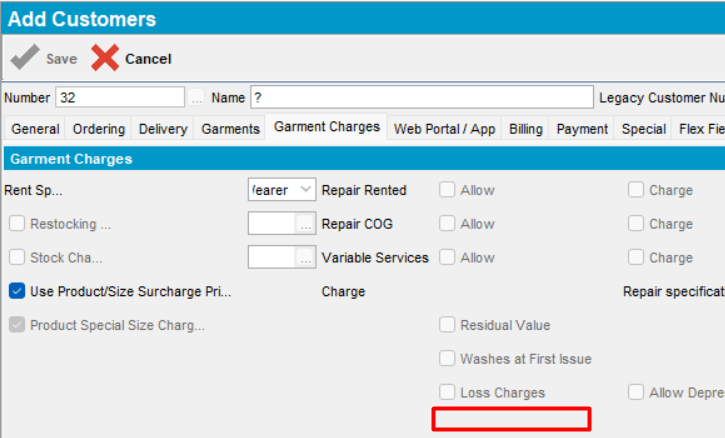 Add Customers
Save Cancel
Number 32 ... Name ? Legacy Customer Nu
General Ordering Delivery Garments Garment Charges Web Portal / App Billing Payment Special Flex Fie
Garment Charges
Rent Sp... earer Repair Rented Allow Charge
Restocking ... ... Repair COG Allow Charge
Stock Cha... ... Variable Services Allow Charge
Use Product/Size Surcharge Pri... Charge Repair specificat
Product Special Size Charg... Residual Value
Washes at First Issue
Loss Charges Allow Depre